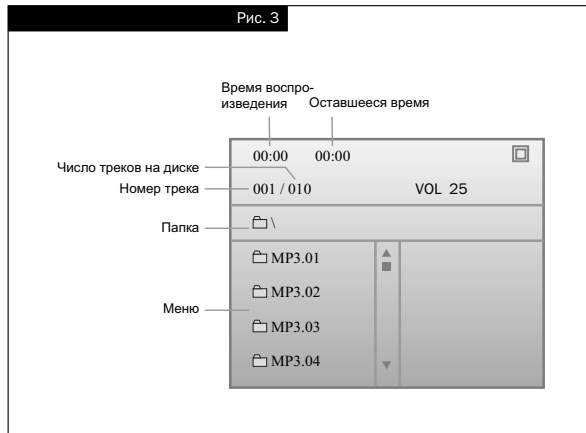 Рис. 3
Время воспро-
изведения
Оставшееся время
00:00 00:00
Число треков на диске
Номер трека
001 / 010 VOL 25
Папка
\
MP3.01
MP3.02
Меню
MP3.03
MP3.04